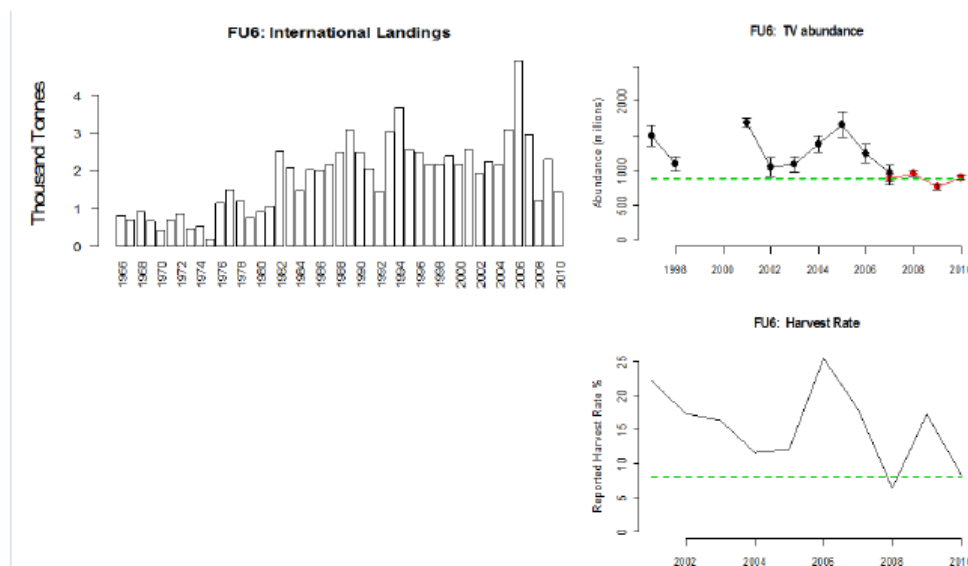 FU6: International Landings
Thousand Tonnes
4
3
2
1
0
1966 1968 1970 1972 1974 1976 1978 1980 1982 1984 1986 1988 1990 1992 1994 1996 1998 2000 2002 2004 2006 2008 2010
FU6: TV abundance
Abundance (millions)
2000
1000
500
0
1998 2000 2002 2004 2006 2008 2010
FU6: Harvest Rate
Reported Harvest Rate %
25
20
15
10
5
0
2002 2004 2006 2008 2010